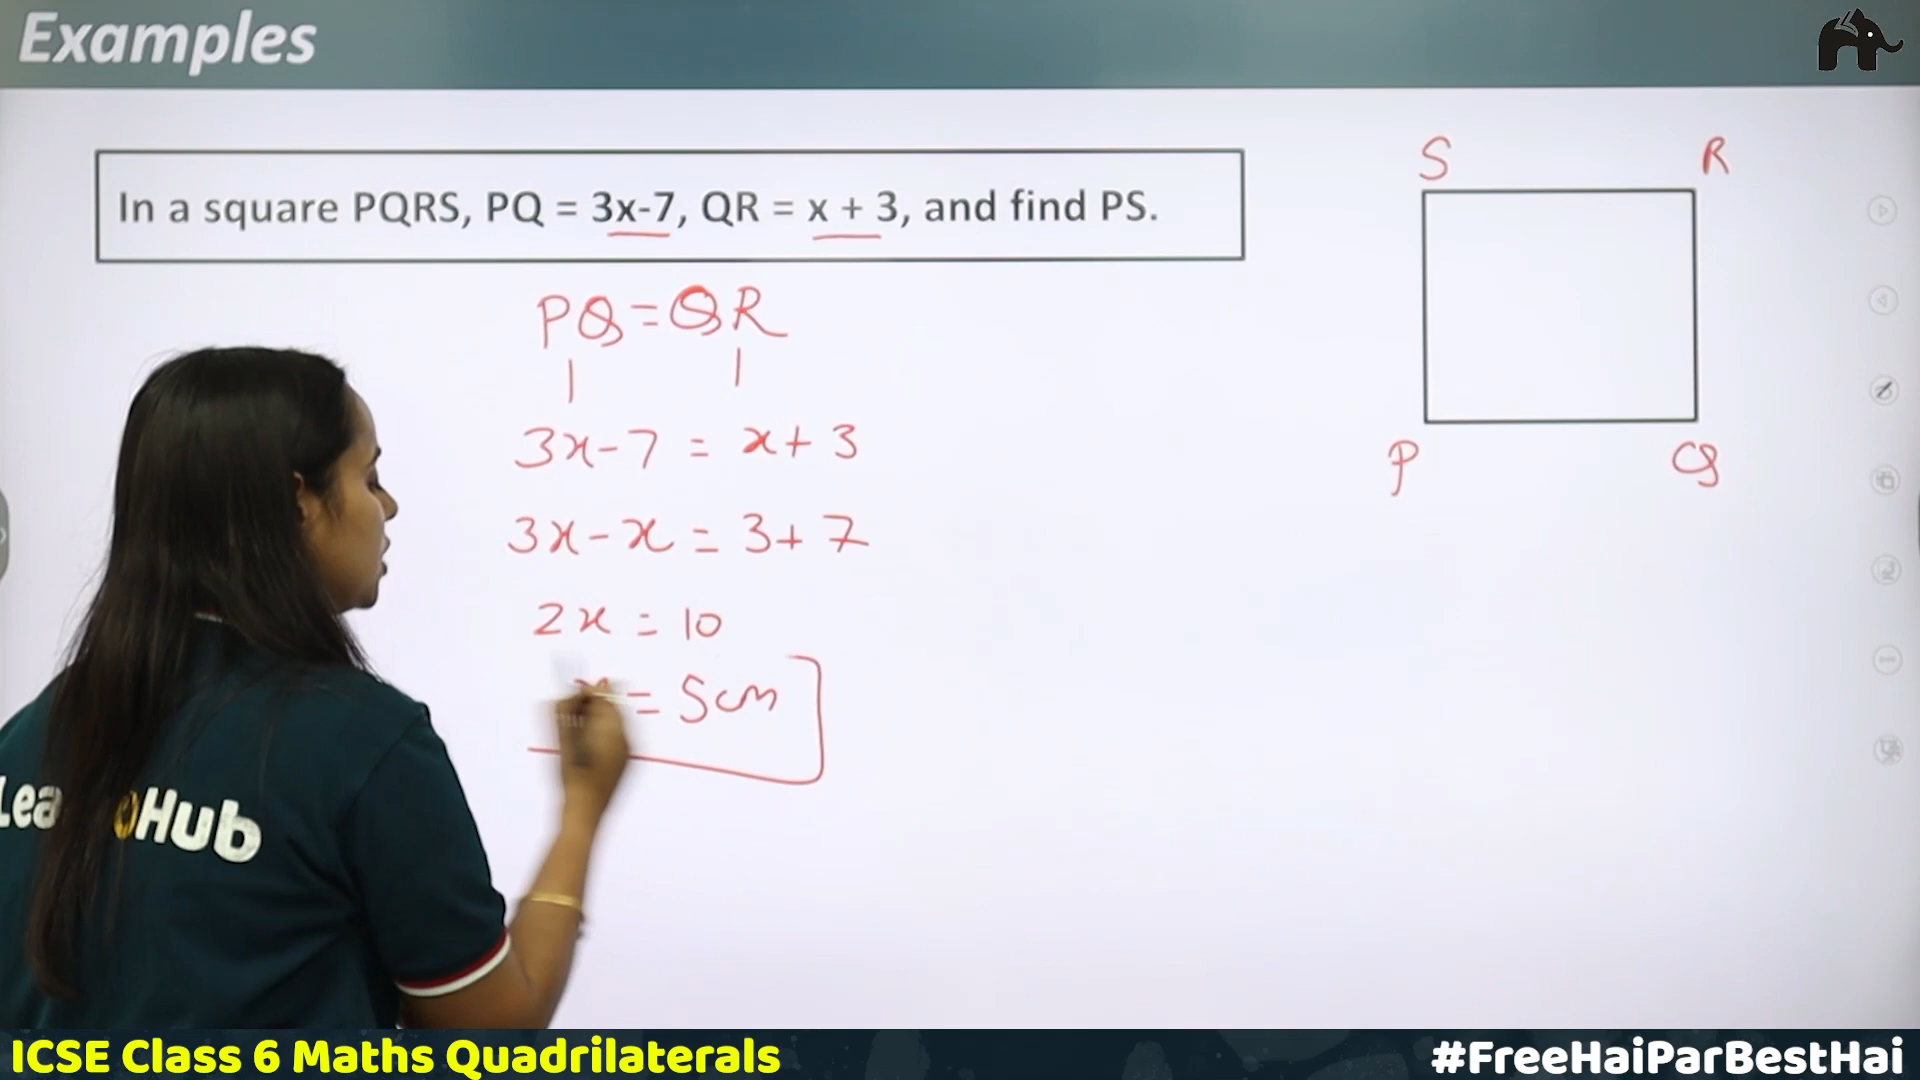 Examples
In a square PQRS, PQ = 3x-7, QR = x + 3, and find PS.
S R
P Q
PQ = QR
3x - 7 = x + 3
3x - x = 3 + 7
2x = 10
x = 5cm
Hub
ICSE Class 6 Maths Quadrilaterals
#FreeHaiParBestHai